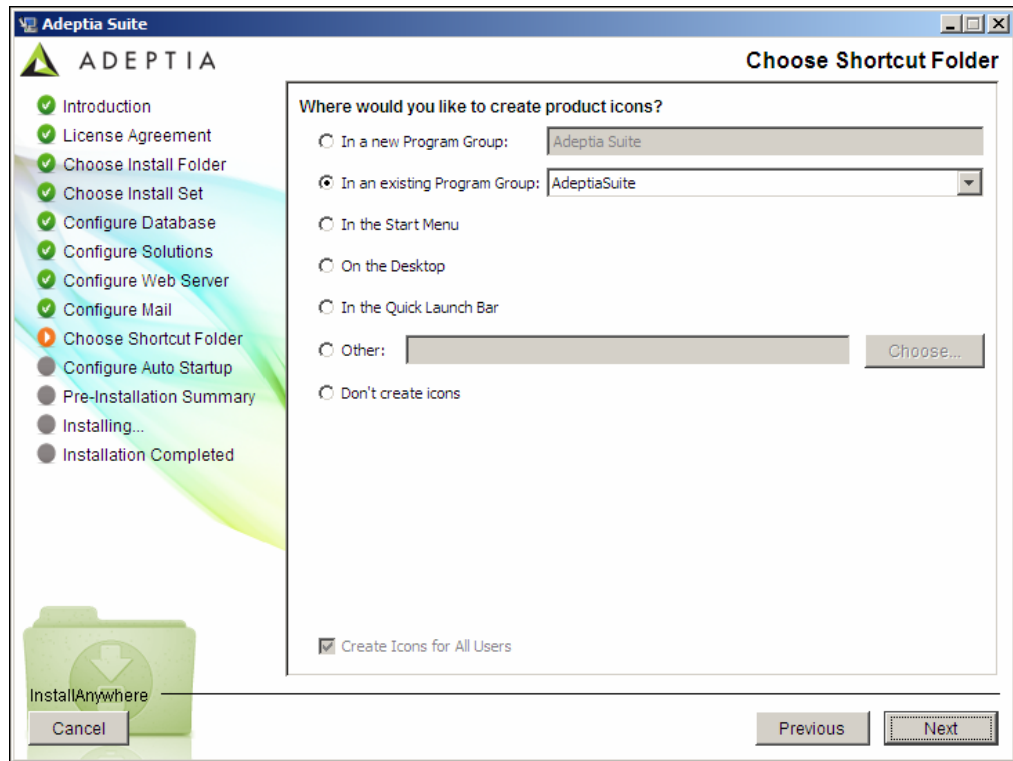 Adeptia Suite
ADEPTIA
Choose Shortcut Folder
Introduction
License Agreement
Choose Install Folder
Choose Install Set
Configure Database
Configure Solutions
Configure Web Server
Configure Mail
Choose Shortcut Folder
Configure Auto Startup
Pre-Installation Summary
Installing...
Installation Completed
Where would you like to create product icons?
In a new Program Group: Adeptia Suite
In an existing Program Group: AdeptiaSuite
In the Start Menu
On the Desktop
In the Quick Launch Bar
Other: Choose...
Don't create icons
Create Icons for All Users
InstallAnywhere
Cancel Previous Next